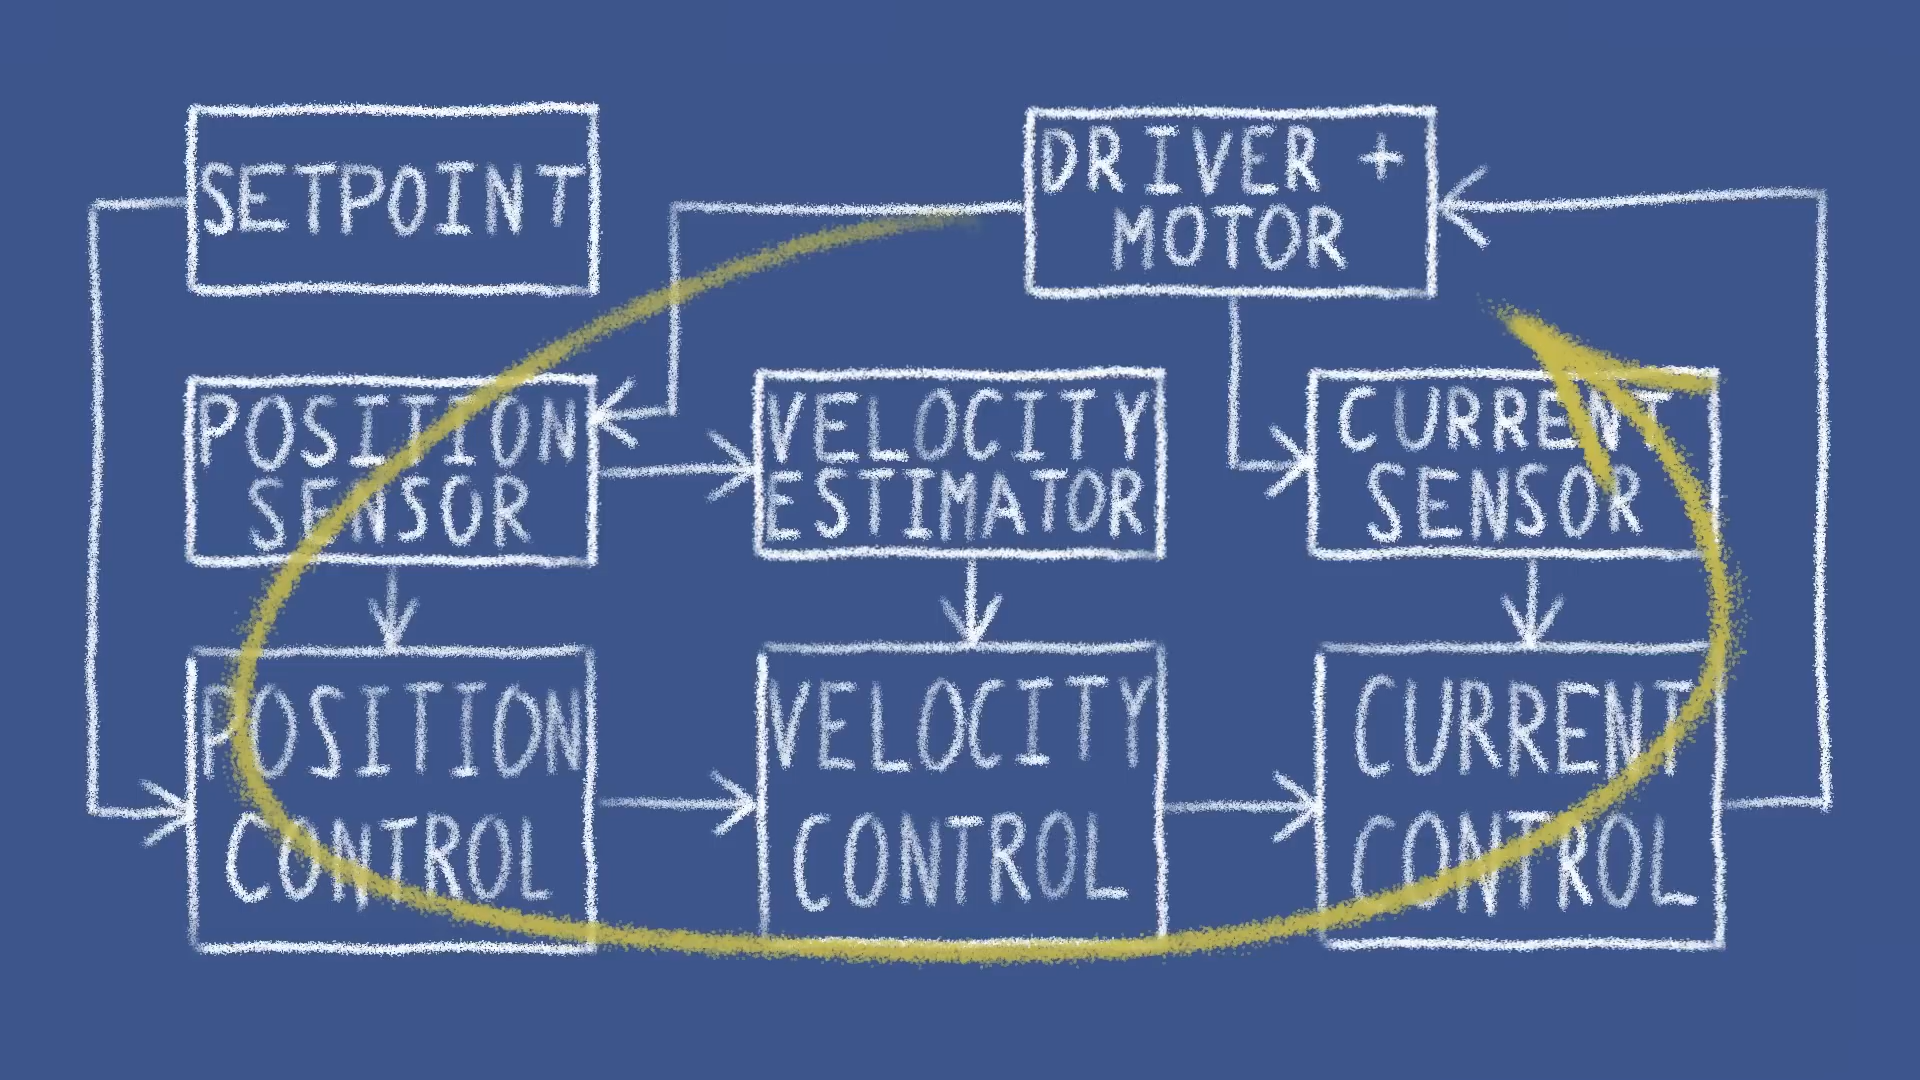 SETPOINT
DRIVER +
MOTOR
POSITION
SENSOR
VELOCITY
ESTIMATOR
CURRENT
SENSOR
POSITION
CONTROL
VELOCITY
CONTROL
CURRENT
CONTROL